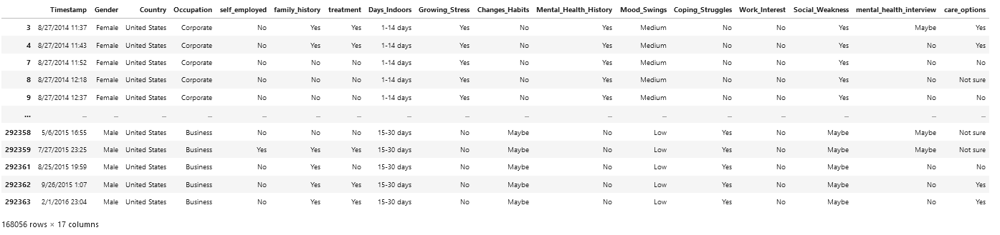 Timestamp Gender Country Occupation self_employed family_history treatment Days_Indoors Growing_Stress Changes_Habits Mental_Health_History Mood_Swings Coping_Struggles Work_Interest Social_Weakness mental_health_interview care_options
3 8/27/2014 11:37 Female United States Corporate No Yes Yes 1-14 days Yes No Yes Medium No No Yes Maybe Yes
4 8/27/2014 11:43 Female United States Corporate No Yes Yes 1-14 days Yes No Yes Medium No No Yes No Yes
7 8/27/2014 11:52 Female United States Corporate No No No 1-14 days Yes No Yes Medium No No Yes No No
8 8/27/2014 12:18 Female United States Corporate No No No 1-14 days Yes No Yes Medium No No Yes No Not sure
9 8/27/2014 12:37 Female United States Corporate No No No 1-14 days Yes No Yes Medium No No Yes No No
... ... ... ... ... ... ... ... ... ... ... ... ... ... ... ... ... ...
292358 5/6/2015 16:55 Male United States Business No No No 15-30 days No Maybe No Low Yes No Maybe Maybe Not sure
292359 7/27/2015 23:25 Male United States Business Yes Yes Yes 15-30 days No Maybe No Low Yes No Maybe Maybe Not sure
292361 8/25/2015 19:59 Male United States Business No Yes No 15-30 days No Maybe No Low Yes No Maybe No No
292362 9/26/2015 1:07 Male United States Business No Yes Yes 15-30 days No Maybe No Low Yes No Maybe No Yes
292363 2/1/2016 23:04 Male United States Business No Yes Yes 15-30 days No Maybe No Low Yes No Maybe No Yes
168056 rows × 17 columns